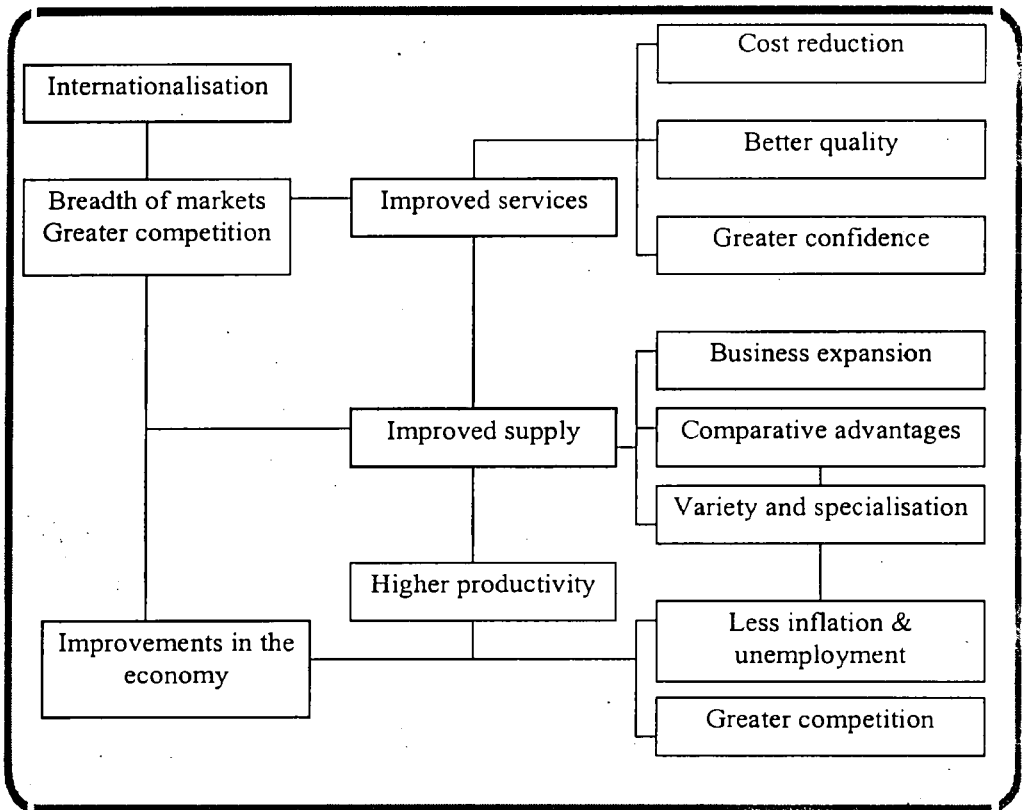 Internationalisation
Breadth of markets
Greater competition
Improved services
Cost reduction
Better quality
Greater confidence
Improved supply
Business expansion
Comparative advantages
Variety and specialisation
Higher productivity
Improvements in the
economy
Less inflation &
unemployment
Greater competition